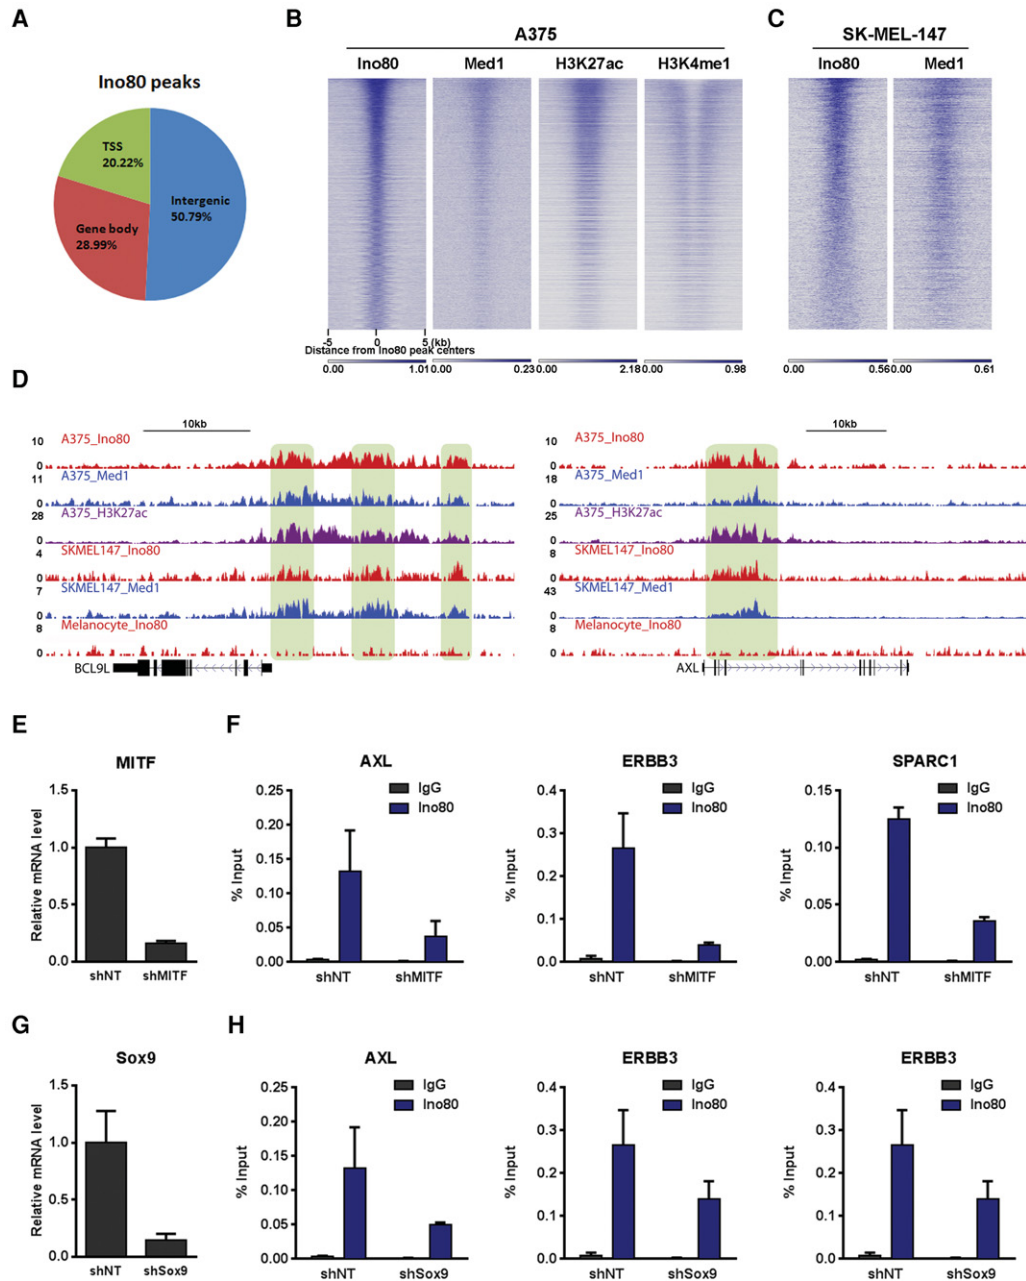 A
Ino80 peaks
TSS
20.22%
Intergenic
50.79%
Gene body
28.99%
B
A375
Ino80 Med1 H3K27ac H3K4me1
-5 0 5 (kb)
Distance from Ino80 peak centers
0.00 1.01 0.00 0.23 0.00 2.18 0.00 0.98
C
SK-MEL-147
Ino80 Med1
0.00 0.56 0.00 0.61
D
10kb
10 A375_Ino80
0
11 A375_Med1
0
28 A375_H3K27ac
0
4 SKMEL147_Ino80
0
7 SKMEL147_Med1
0
8 Melanocyte_Ino80
0
BCL9L
10kb
10 A375_Ino80
0
18 A375_Med1
0
25 A375_H3K27ac
0
8 SKMEL147_Ino80
0
43 SKMEL147_Med1
0
8 Melanocyte_Ino80
0
AXL
E
MITF
Relative mRNA level
1.5
1.0
0.5
0.0
shNT shMITF
F
AXL
IgG
Ino80
% Input
0.25
0.20
0.15
0.10
0.05
0.00
shNT shMITF
ERBB3
IgG
Ino80
% Input
0.4
0.3
0.2
0.1
0.0
shNT shMITF
SPARC1
IgG
Ino80
% Input
0.15
0.10
0.05
0.00
shNT shMITF
G
Sox9
Relative mRNA level
1.5
1.0
0.5
0.0
shNT shSox9
H
AXL
IgG
Ino80
% Input
0.25
0.20
0.15
0.10
0.05
0.00
shNT shSox9
ERBB3
IgG
Ino80
% Input
0.4
0.3
0.2
0.1
0.0
shNT shSox9
ERBB3
IgG
Ino80
% Input
0.4
0.3
0.2
0.1
0.0
shNT shSox9